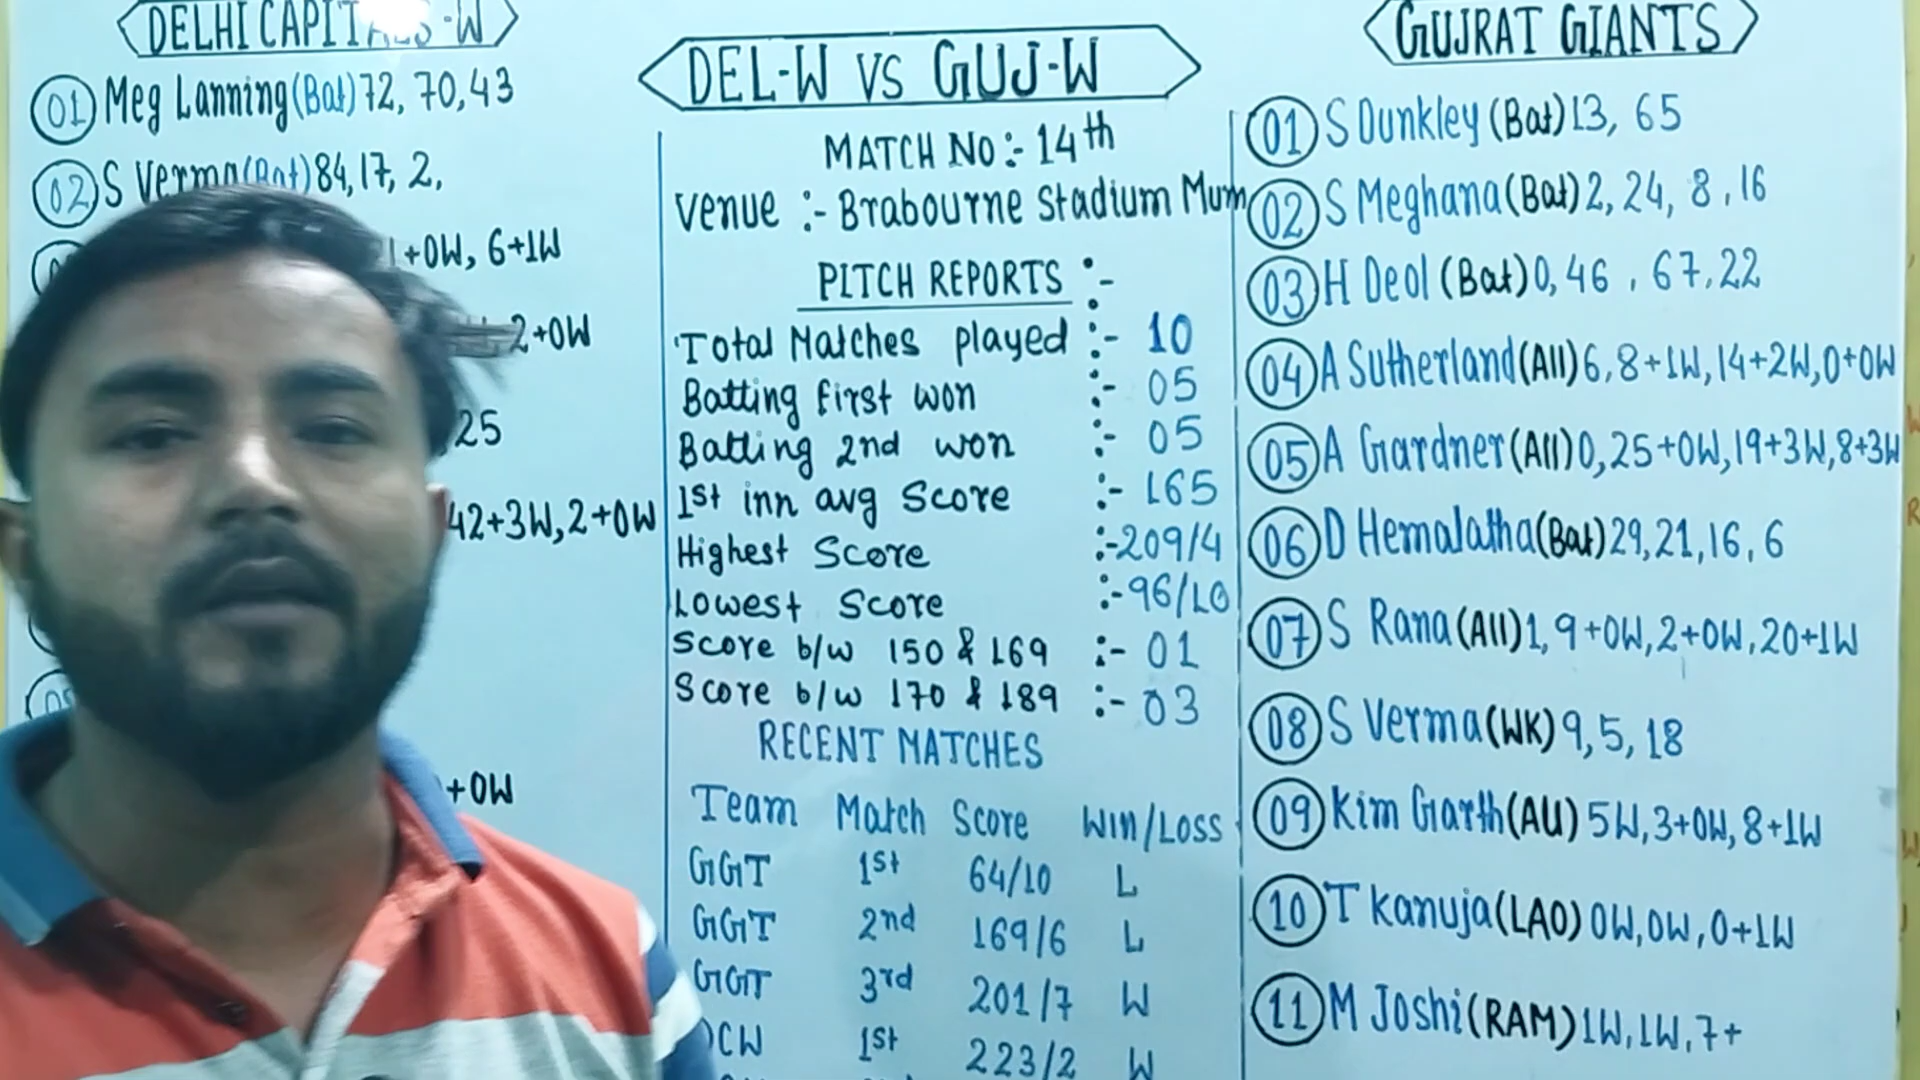 DELHI CAPITALS-W
01 Meg Lanning(Bat)72, 70,43
02 S Verma(Bat)84,17, 2,
+0W, 6+1W
2+0W
25
42+3W,2+0W
+0W
DEL-W VS GUJ-W
MATCH NO:- 14th
Venue :- Brabourne Stadium Mum
PITCH REPORTS :-
Total Matches played :- 10
Batting first won :- 05
Batting 2nd won :- 05
1st inn avg Score :- 165
Highest Score :-209/4
Lowest Score :-96/10
Score b/w 150 & 169 :- 01
Score b/w 170 & 189 :- 03
RECENT MATCHES
Team Match Score WIN/LOSS
GGT 1st 64/10 L
GGT 2nd 169/6 L
GGT 3rd 201/7 W
DCW 1st 223/2 W
GUJRAT GIANTS
01 S Dunkley (Bat)13, 65
02 S Meghana(Bat)2, 24, 8, 16
03 H Deol (Bat)0,46, 67,22
04 A Sutherland(All)6,8+1W,14+2W,0+0W
05 A Gardner(All)0,25+0W,19+3W,8+3W
06 D Hemalatha(Bat)29,21,16,6
07 S Rana(All)1,9+0W,2+0W,20+1W
08 S Verma(WK)9,5,18
09 Kim Garth(AU) 5W,3+0W,8+1W
10 T Kanuja(LAO) 0W,0W,0+1W
11 M Joshi(RAM)1W,1W,7+